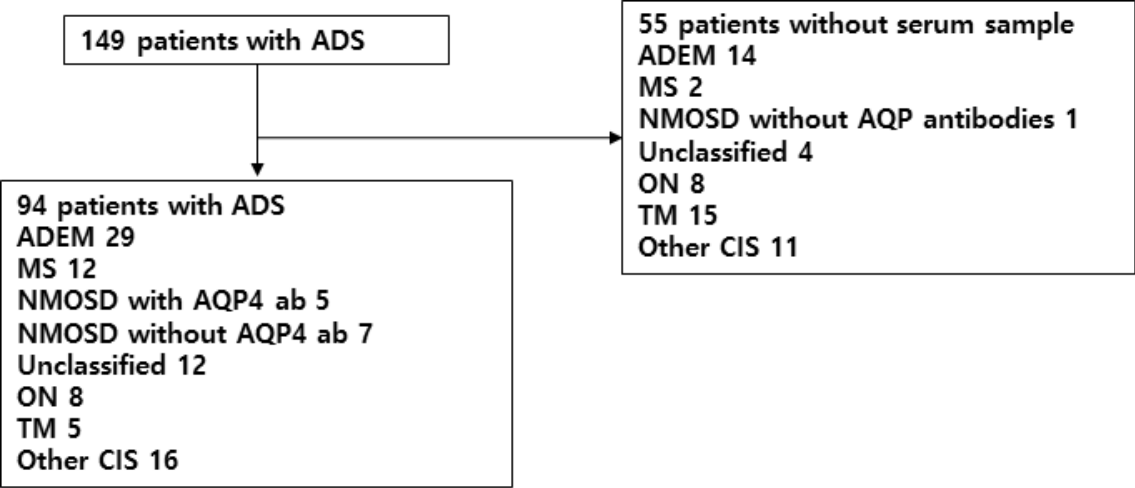 149 patients with ADS
55 patients without serum sample
ADEM 14
MS 2
NMOSD without AQP antibodies 1
Unclassified 4
ON 8
TM 15
Other CIS 11
94 patients with ADS
ADEM 29
MS 12
NMOSD with AQP4 ab 5
NMOSD without AQP4 ab 7
Unclassified 12
ON 8
TM 5
Other CIS 16